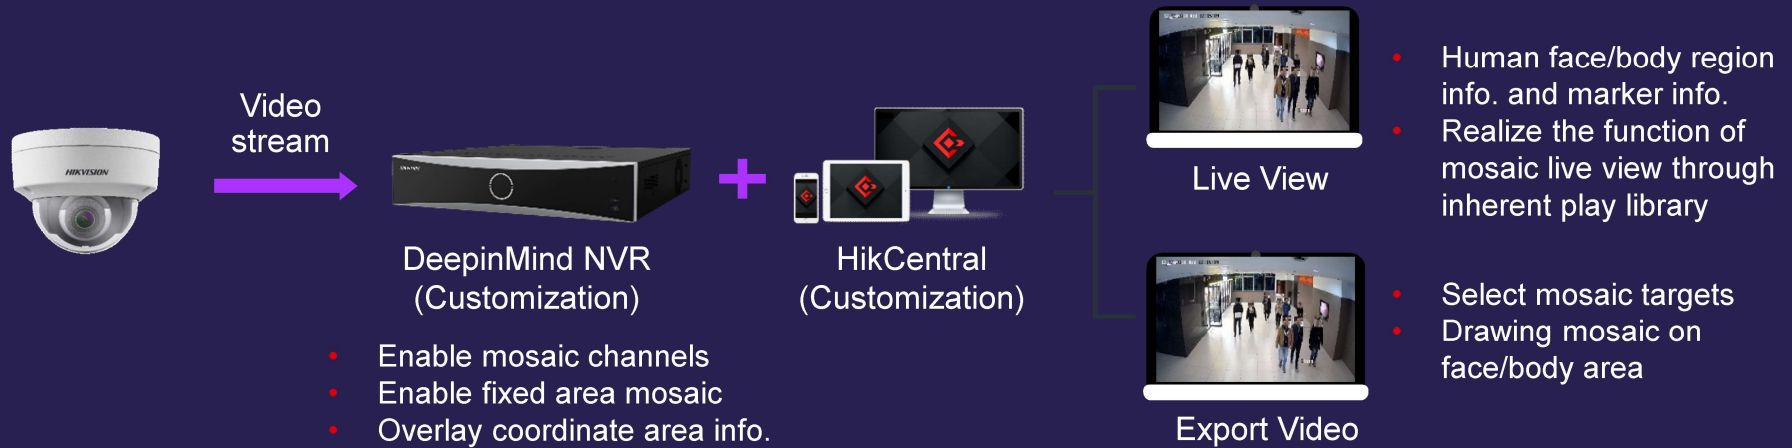 HIKVISION
Video
stream
DeepinMind NVR
(Customization)
Enable mosaic channels
Enable fixed area mosaic
Overlay coordinate area info.
HikCentral
(Customization)
Live View
Human face/body region
info. and marker info.
Realize the function of
mosaic live view through
inherent play library
Export Video
Select mosaic targets
Drawing mosaic on
face/body area